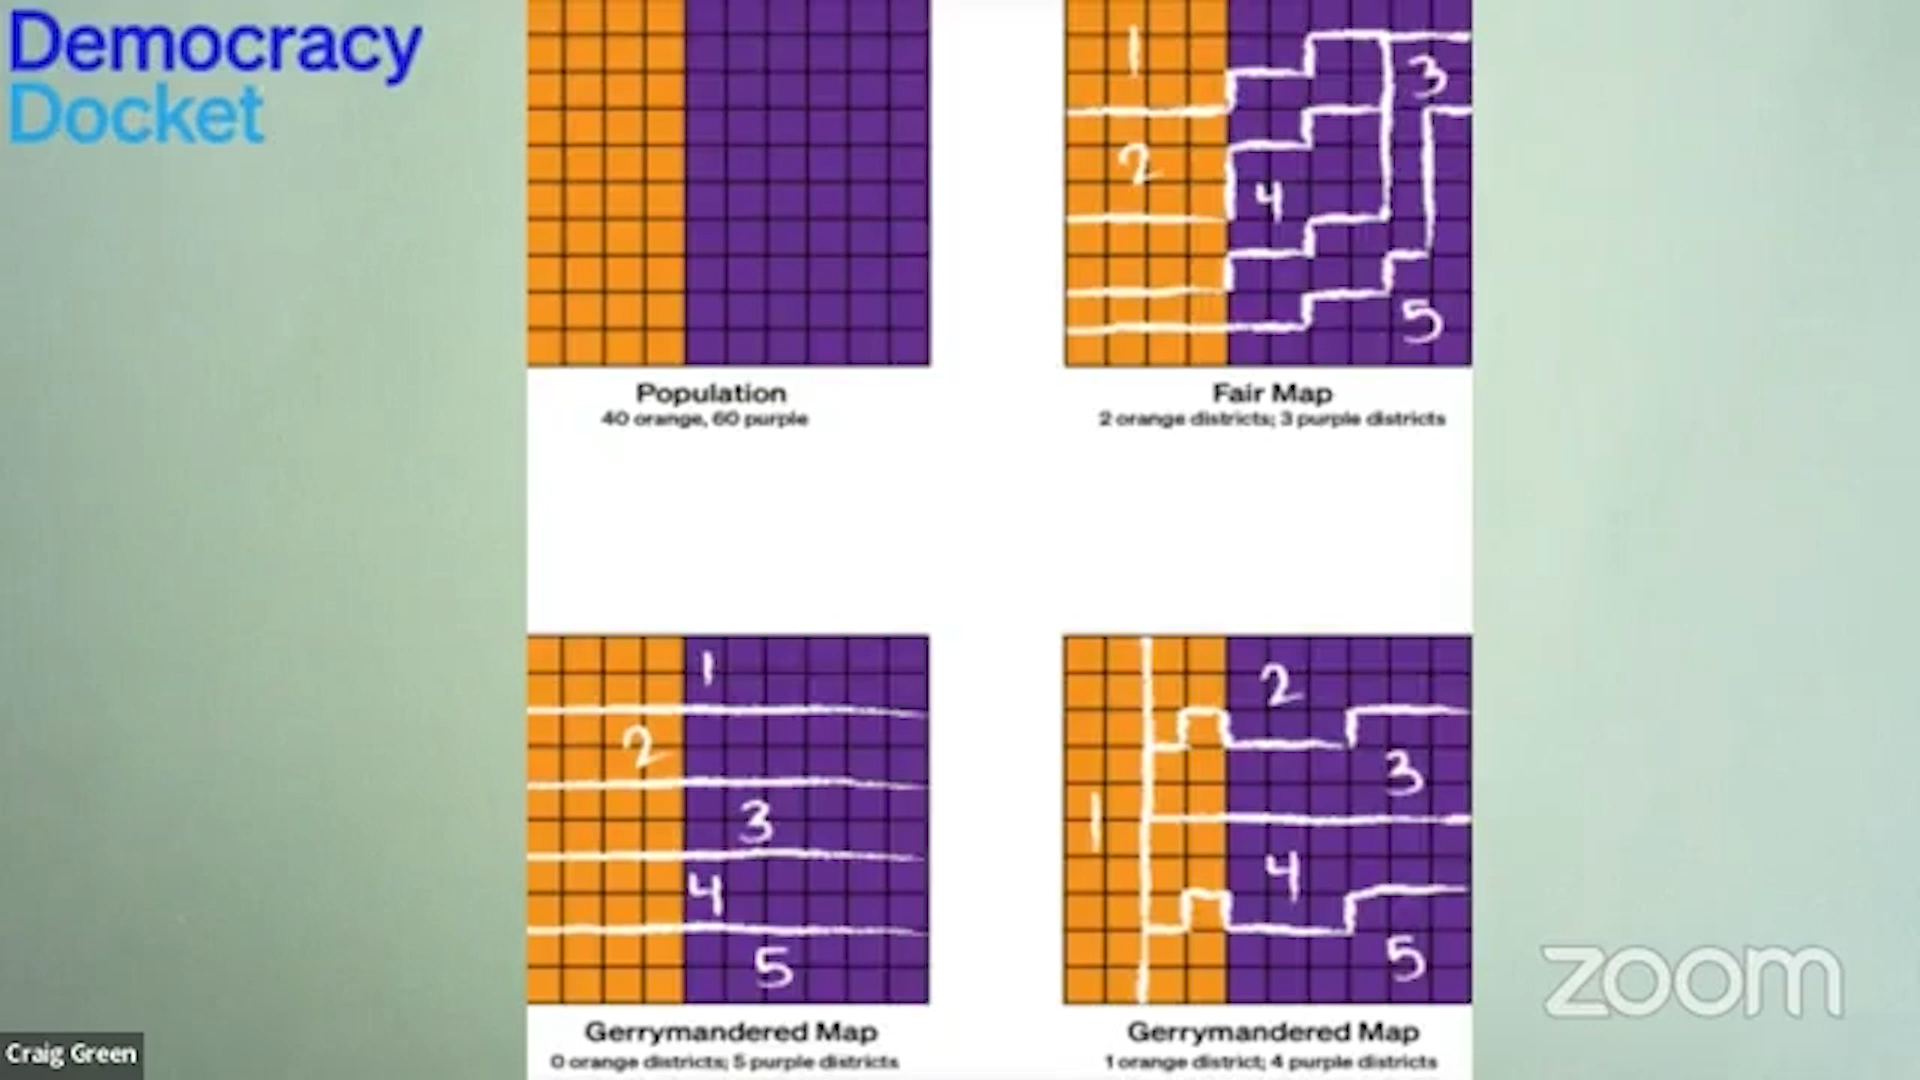 Democracy
Docket
1
2
3
4
5
Population
40 orange, 60 purple
Fair Map
2 orange districts; 3 purple districts
1
2
3
4
5
Gerrymandered Map
0 orange districts; 5 purple districts
1
2
3
4
5
Gerrymandered Map
1 orange district; 4 purple districts
zoom
Craig Green